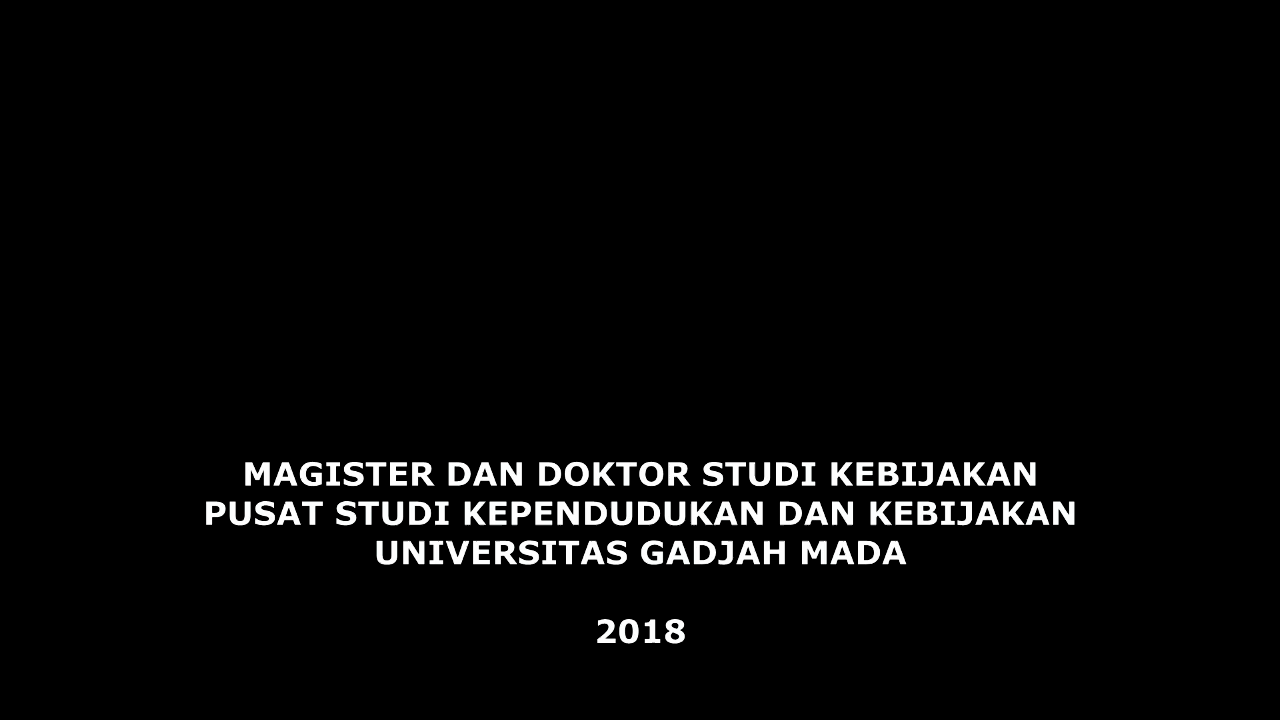 MAGISTER DAN DOKTOR STUDI KEBIJAKAN
PUSAT STUDI KEPENDUDUKAN DAN KEBIJAKAN
UNIVERSITAS GADJAH MADA
2018